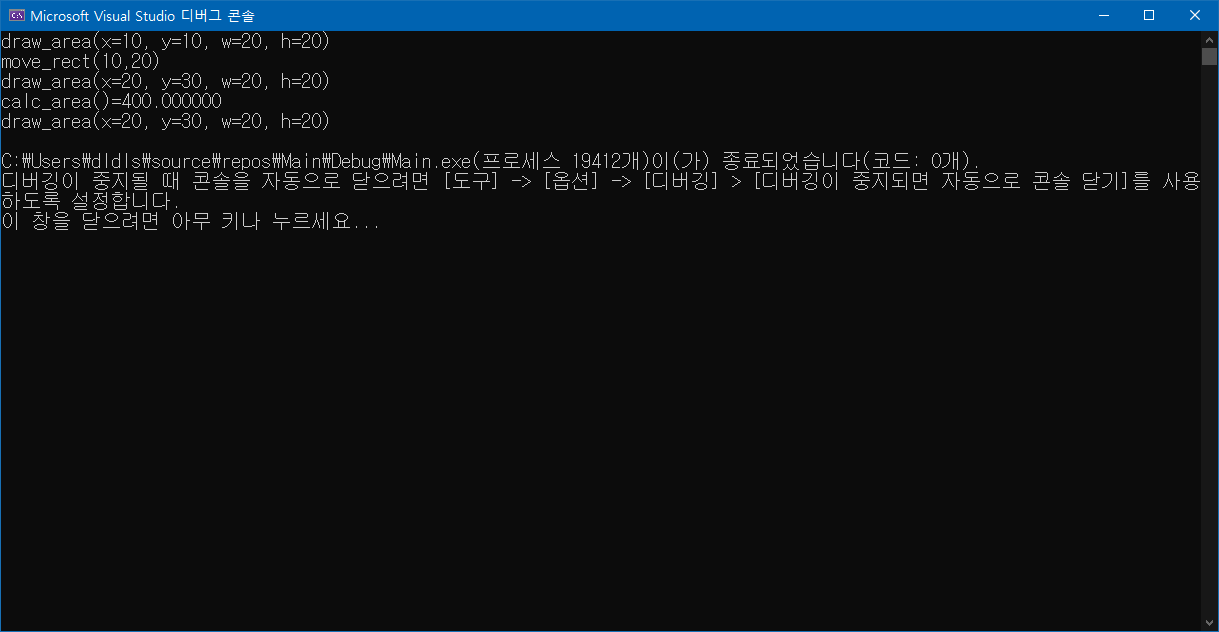 Microsoft Visual Studio 디버그 콘솔
draw_area(x=10, y=10, w=20, h=20)
move_rect(10,20)
draw_area(x=20, y=30, w=20, h=20)
calc_area()=400.000000
draw_area(x=20, y=30, w=20, h=20)
C:₩Users₩dldls₩source₩repos₩Main₩Debug₩Main.exe(프로세스 19412개)이(가) 종료되었습니다(코드: 0개).
디버깅이 중지될 때 콘솔을 자동으로 닫으려면 [도구] -> [옵션] -> [디버깅] > [디버깅이 중지되면 자동으로 콘솔 닫기]를 사용
하도록 설정합니다.
이 창을 닫으려면 아무 키나 누르세요...